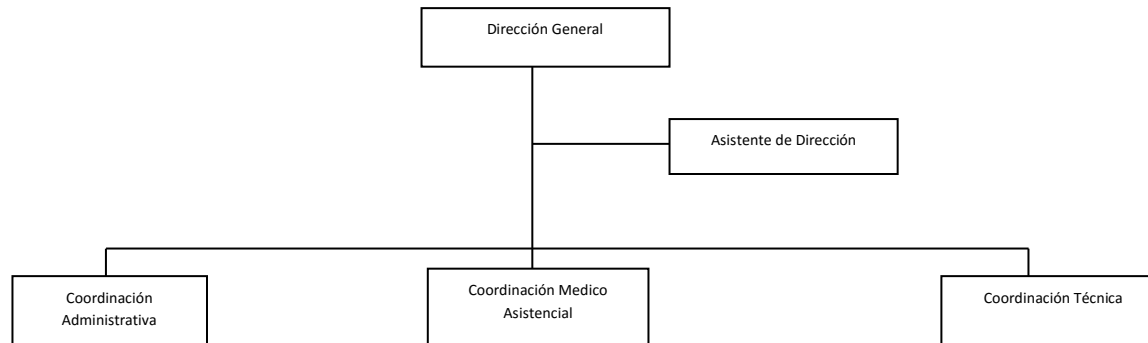 Dirección General
Asistente de Dirección
Coordinación
Administrativa
Coordinación Medico
Asistencial
Coordinación Técnica